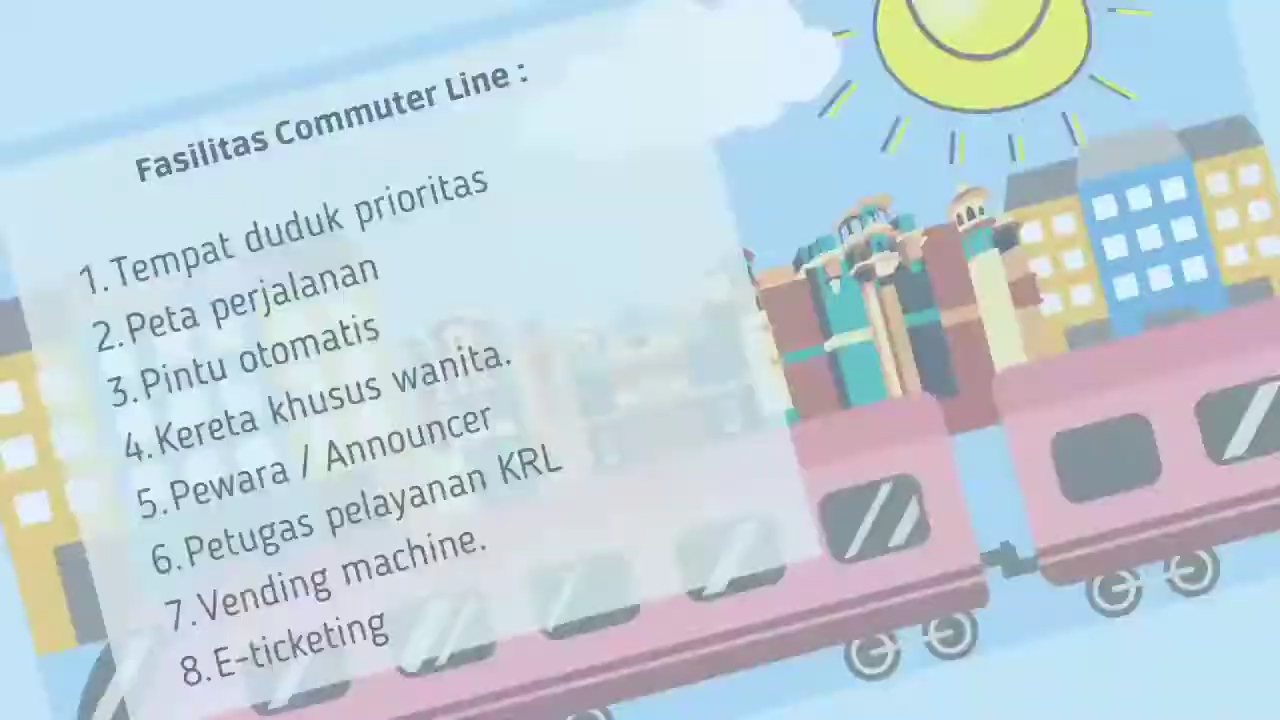 Fasilitas Commuter Line :
1. Tempat duduk prioritas
2. Peta perjalanan
3. Pintu otomatis
4. Kereta khusus wanita.
5. Pewara / Announcer
6. Petugas pelayanan KRL
7. Vending machine.
8. E-ticketing